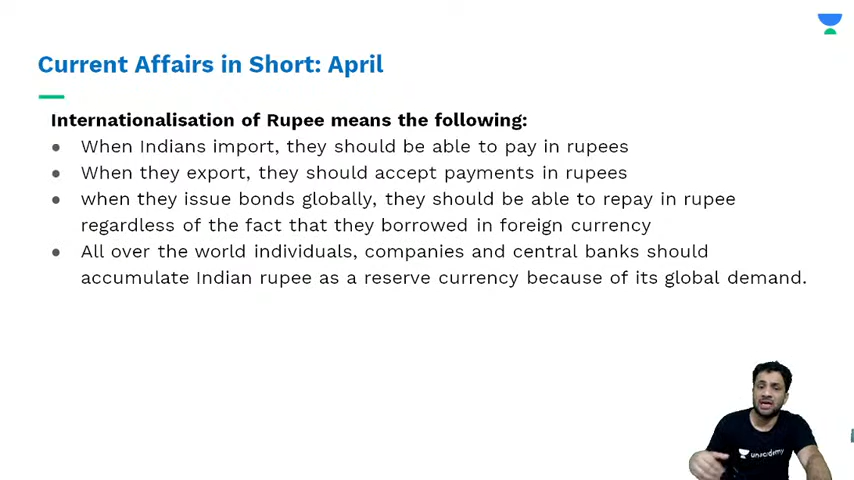 Current Affairs in Short: April
Internationalisation of Rupee means the following:
● When Indians import, they should be able to pay in rupees
● When they export, they should accept payments in rupees
● when they issue bonds globally, they should be able to repay in rupee
regardless of the fact that they borrowed in foreign currency
● All over the world individuals, companies and central banks should
accumulate Indian rupee as a reserve currency because of its global demand.
unacademy